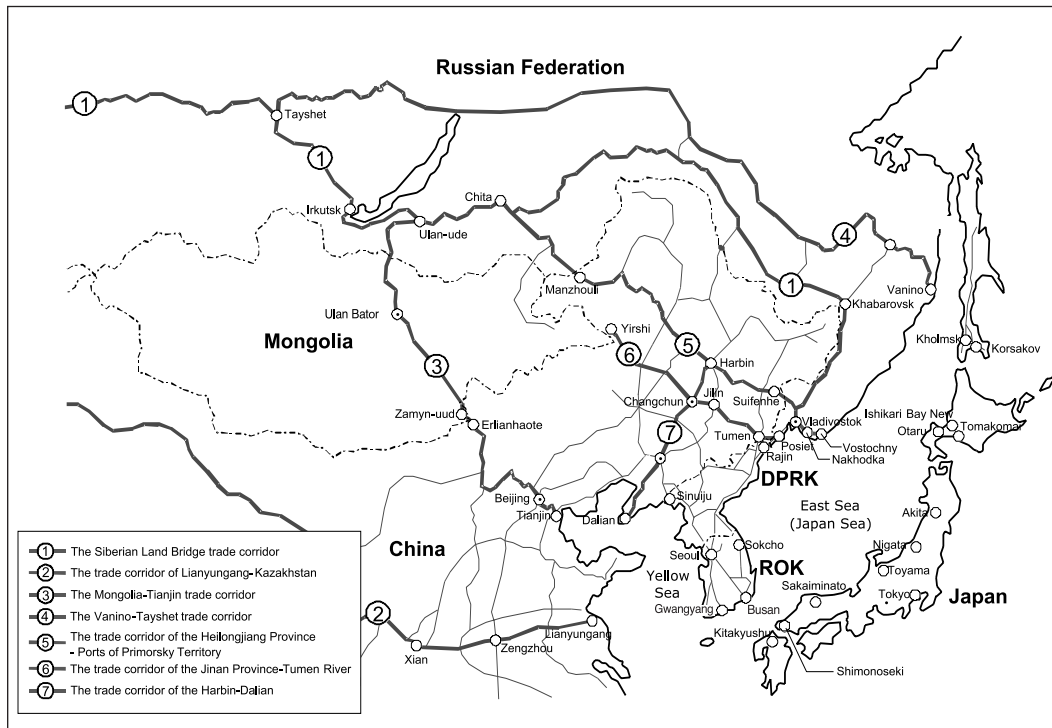 Russian Federation
1
Tayshet
1
Irkutsk
Chita
Ulan-ude
4
Vanino
1
Khabarovsk
Manzhouli
Ulan Bator
Mongolia
Yirshi
6
5
Harbin
Kholmsk
Korsakov
3
Changchun
Jilin
Suifenhe
Zamyn-uud
Erlianhaote
7
Tumen
Vladivostok
Posiet
Rajin
Vostochny
Nakhodka
Ishikari Bay New
Otaru
Tomakomai
DPRK
Beijing
Tianjin
Dalian
Sinuiju
East Sea
(Japan Sea)
Akita
China
Seoul
Sokcho
Nigata
Yellow
Sea
ROK
Toyama
Sakaiminato
Tokyo
Japan
Gwangyang
Busan
2
Lianyungang
Kitakyushu
Xian
Zengzhou
Shimonoseki
1 The Siberian Land Bridge trade corridor
2 The trade corridor of Lianyungang-Kazakhstan
3 The Mongolia-Tianjin trade corridor
4 The Vanino-Tayshet trade corridor
5 The trade corridor of the Heilongjiang Province
- Ports of Primorsky Territory
6 The trade corridor of the Jinan Province-Tumen River
7 The trade corridor of the Harbin-Dalian